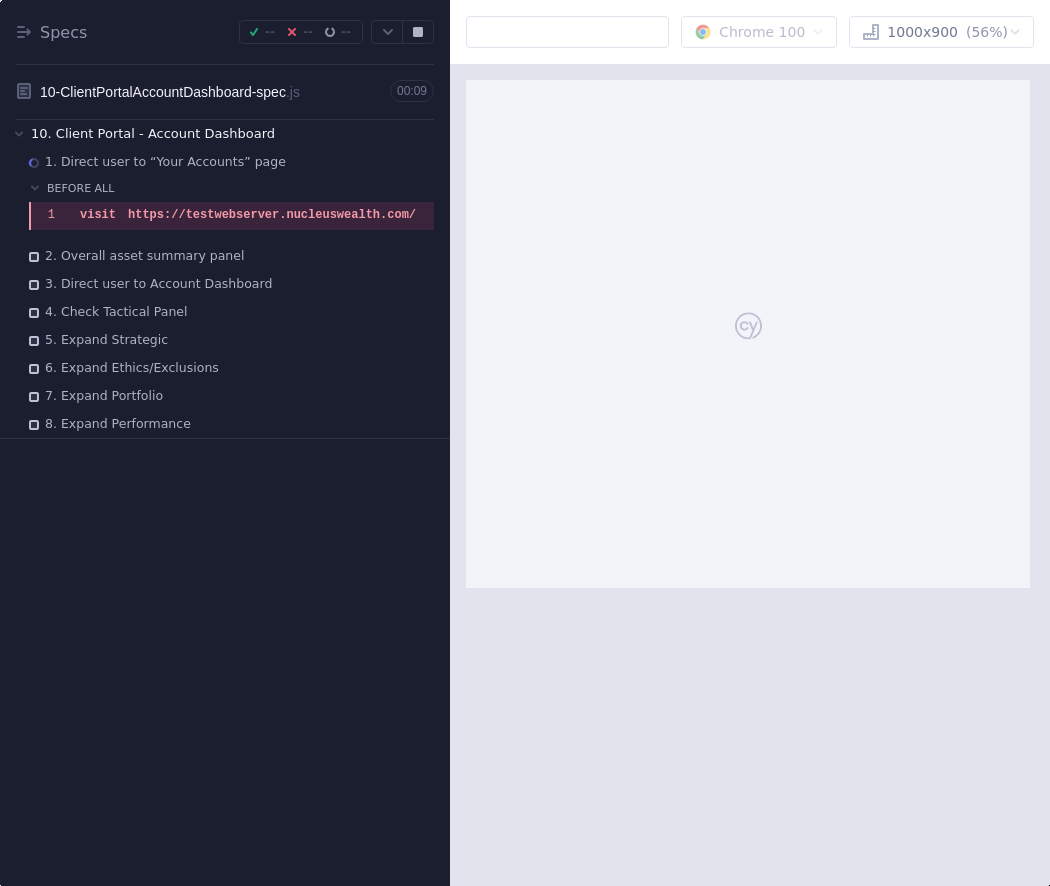 Specs
-- -- --
Chrome 100
1000x900 (56%)
10-ClientPortalAccountDashboard-spec.js
00:09
10. Client Portal - Account Dashboard
1. Direct user to “Your Accounts” page
BEFORE ALL
1 visit https://testwebserver.nucleuswealth.com/
2. Overall asset summary panel
3. Direct user to Account Dashboard
4. Check Tactical Panel
5. Expand Strategic
6. Expand Ethics/Exclusions
7. Expand Portfolio
8. Expand Performance
cy